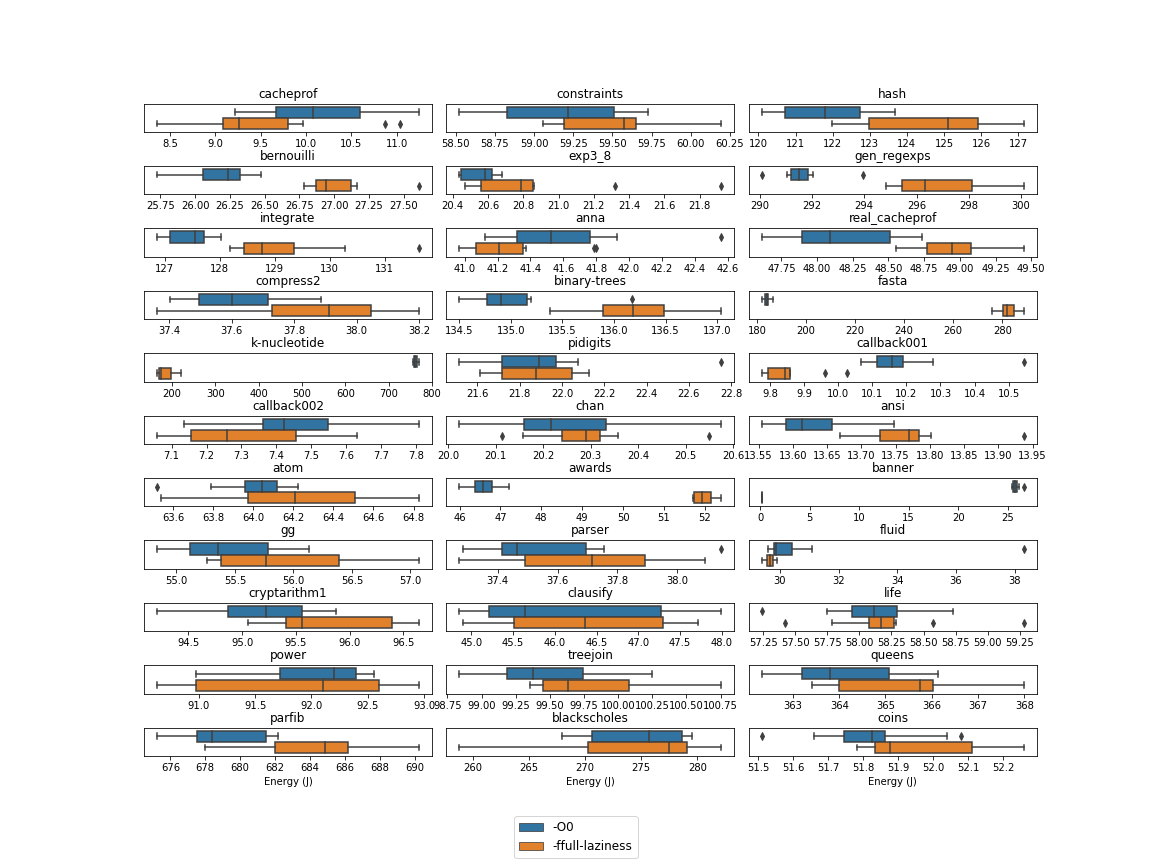 cacheprof constraints hash
8.5 9.0 9.5 10.0 10.5 11.0 58.50 58.75 59.00 59.25 59.50 59.75 60.00 60.25 120 121 122 123 124 125 126 127
bernouilli exp3_8 gen_regexps
25.75 26.00 26.25 26.50 26.75 27.00 27.25 27.50 20.4 20.6 20.8 21.0 21.2 21.4 21.6 21.8 290 292 294 296 298 300
integrate anna real_cacheprof
127 128 129 130 131 41.0 41.2 41.4 41.6 41.8 42.0 42.2 42.4 42.6 47.75 48.00 48.25 48.50 48.75 49.00 49.25 49.50
compress2 binary-trees fasta
37.4 37.6 37.8 38.0 38.2 134.5 135.0 135.5 136.0 136.5 137.0 180 200 220 240 260 280
k-nucleotide pidigits callback001
200 300 400 500 600 700 800 21.6 21.8 22.0 22.2 22.4 22.6 22.8 9.8 9.9 10.0 10.1 10.2 10.3 10.4 10.5
callback002 chan ansi
7.1 7.2 7.3 7.4 7.5 7.6 7.7 7.8 20.0 20.1 20.2 20.3 20.4 20.5 20.6 13.55 13.60 13.65 13.70 13.75 13.80 13.85 13.90 13.95
atom awards banner
63.6 63.8 64.0 64.2 64.4 64.6 64.8 46 47 48 49 50 51 52 0 5 10 15 20 25
gg parser fluid
55.0 55.5 56.0 56.5 57.0 37.4 37.6 37.8 38.0 30 32 34 36 38
cryptarithm1 clausify life
94.5 95.0 95.5 96.0 96.5 45.0 45.5 46.0 46.5 47.0 47.5 48.0 57.25 57.50 57.75 58.00 58.25 58.50 58.75 59.00 59.25
power treejoin queens
91.0 91.5 92.0 92.5 93.0 98.75 99.00 99.25 99.50 99.75 100.00 100.25 100.50 100.75 363 364 365 366 367 368
parfib blackscholes coins
676 678 680 682 684 686 688 690 260 265 270 275 280 51.5 51.6 51.7 51.8 51.9 52.0 52.1 52.2
Energy (J) Energy (J) Energy (J)
-O0
-ffull-laziness